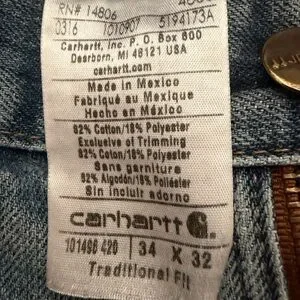 RN# 14806
0316 1010907 5194173A
Carhartt, Inc. P.O. Box 600
Dearborn, MI 48121 USA
carhartt.com
Made in Mexico
Fabriqué au Mexique
Hecho en México
82% Cotton/18% Polyester
Exclusive of Trimming
82% Coton/18% Polyester
Sans garniture
82% Algodón/18% Poliéster
Sin incluir adorno
carhartt
101468 420 34 X 32
Traditional Fit